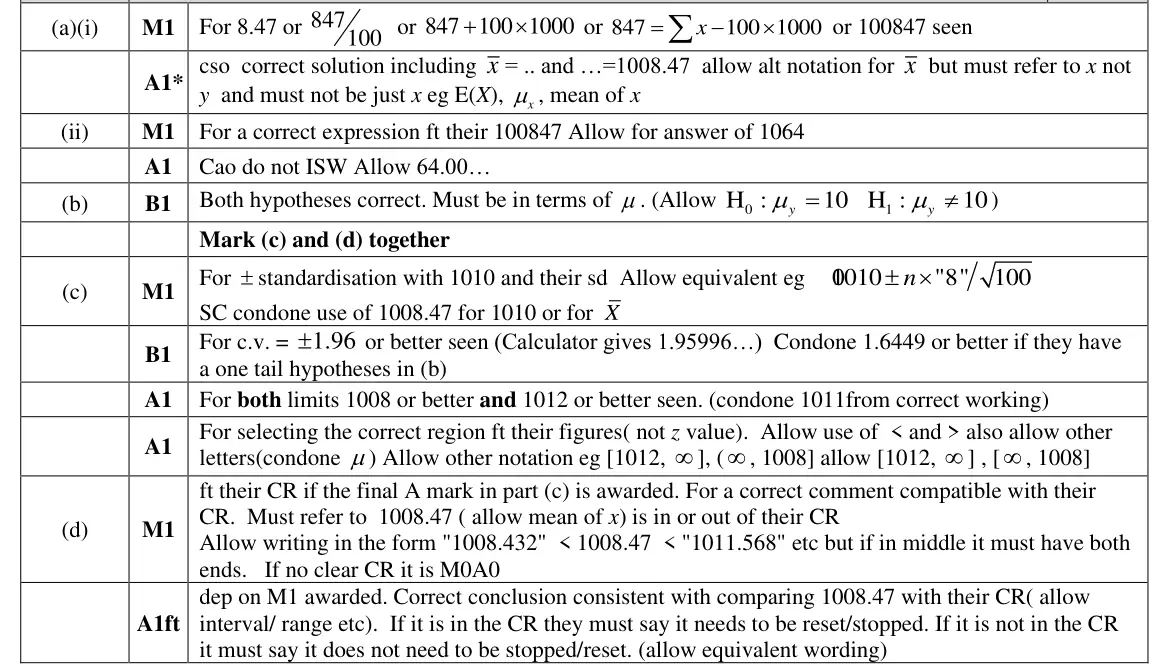 (a)(i) M1 For 8.47 or 847/100 or 847 + 100×1000 or 847 = ∑x − 100×1000 or 100847 seen
A1* cso correct solution including x̅ = .. and …=1008.47 allow alt notation for x̅ but must refer to x not
y and must not be just x eg E(X), μₓ , mean of x
(ii) M1 For a correct expression ft their 100847 Allow for answer of 1064
A1 Cao do not ISW Allow 64.00…
(b) B1 Both hypotheses correct. Must be in terms of μ . (Allow H₀ : μ_y = 10 H₁ : μ_y ≠ 10 )
Mark (c) and (d) together
(c) M1 For ± standardisation with 1010 and their sd Allow equivalent eg 1010 ± n × "8"/√100
SC condone use of 1008.47 for 1010 or for X̅
B1 For c.v. = ±1.96 or better seen (Calculator gives 1.95996…) Condone 1.6449 or better if they have
a one tail hypotheses in (b)
A1 For both limits 1008 or better and 1012 or better seen. (condone 1011from correct working)
A1 For selecting the correct region ft their figures( not z value). Allow use of < and > also allow other
letters(condone μ ) Allow other notation eg [1012, ∞ ], ( ∞ , 1008] allow [1012, ∞ ] , [ ∞ , 1008]
(d) M1 ft their CR if the final A mark in part (c) is awarded. For a correct comment compatible with their
CR. Must refer to 1008.47 ( allow mean of x) is in or out of their CR
Allow writing in the form "1008.432" < 1008.47 < "1011.568" etc but if in middle it must have both
ends. If no clear CR it is M0A0
A1ft dep on M1 awarded. Correct conclusion consistent with comparing 1008.47 with their CR( allow
interval/ range etc). If it is in the CR they must say it needs to be reset/stopped. If it is not in the CR
it must say it does not need to be stopped/reset. (allow equivalent wording)